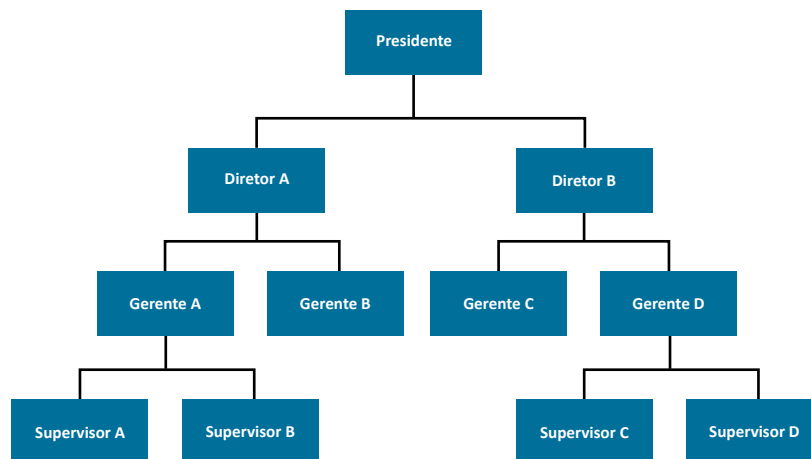 Presidente
Diretor A
Diretor B
Gerente A
Gerente B
Gerente C
Gerente D
Supervisor A
Supervisor B
Supervisor C
Supervisor D